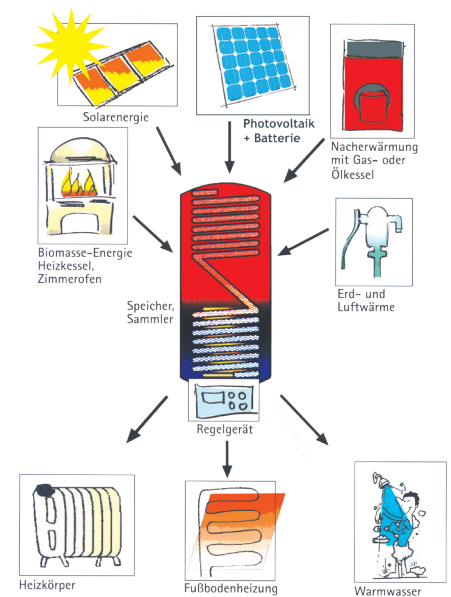 Solarenergie
Photovoltaik
+ Batterie
Nacherwärmung
mit Gas- oder
Ölkessel
Biomasse-Energie
Heizkessel,
Zimmerofen
Erd- und
Luftwärme
Speicher,
Sammler
Regelgerät
Heizkörper
Fußbodenheizung
Warmwasser